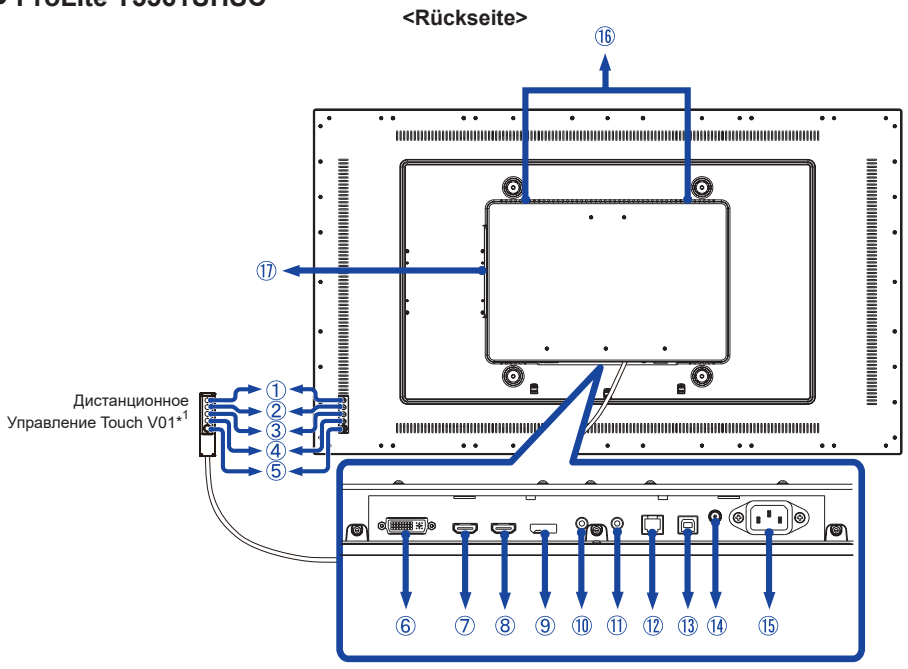 <Rückseite>
⑯
⑰
Дистанционное
Управление Touch V01*1
①
②
③
④
⑤
⑥ ⑦ ⑧ ⑨ ⑩ ⑪ ⑫ ⑬ ⑭ ⑮